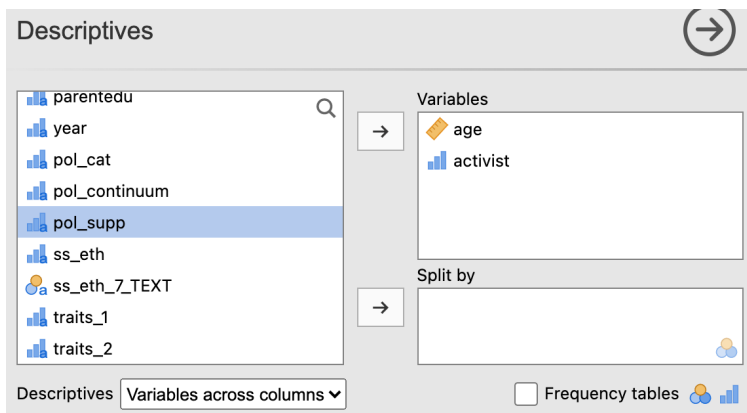 Descriptives
parentedu
year
pol_cat
pol_continuum
pol_supp
ss_eth
ss_eth_7_TEXT
traits_1
traits_2
Variables
age
activist
Split by
Descriptives Variables across columns
Frequency tables